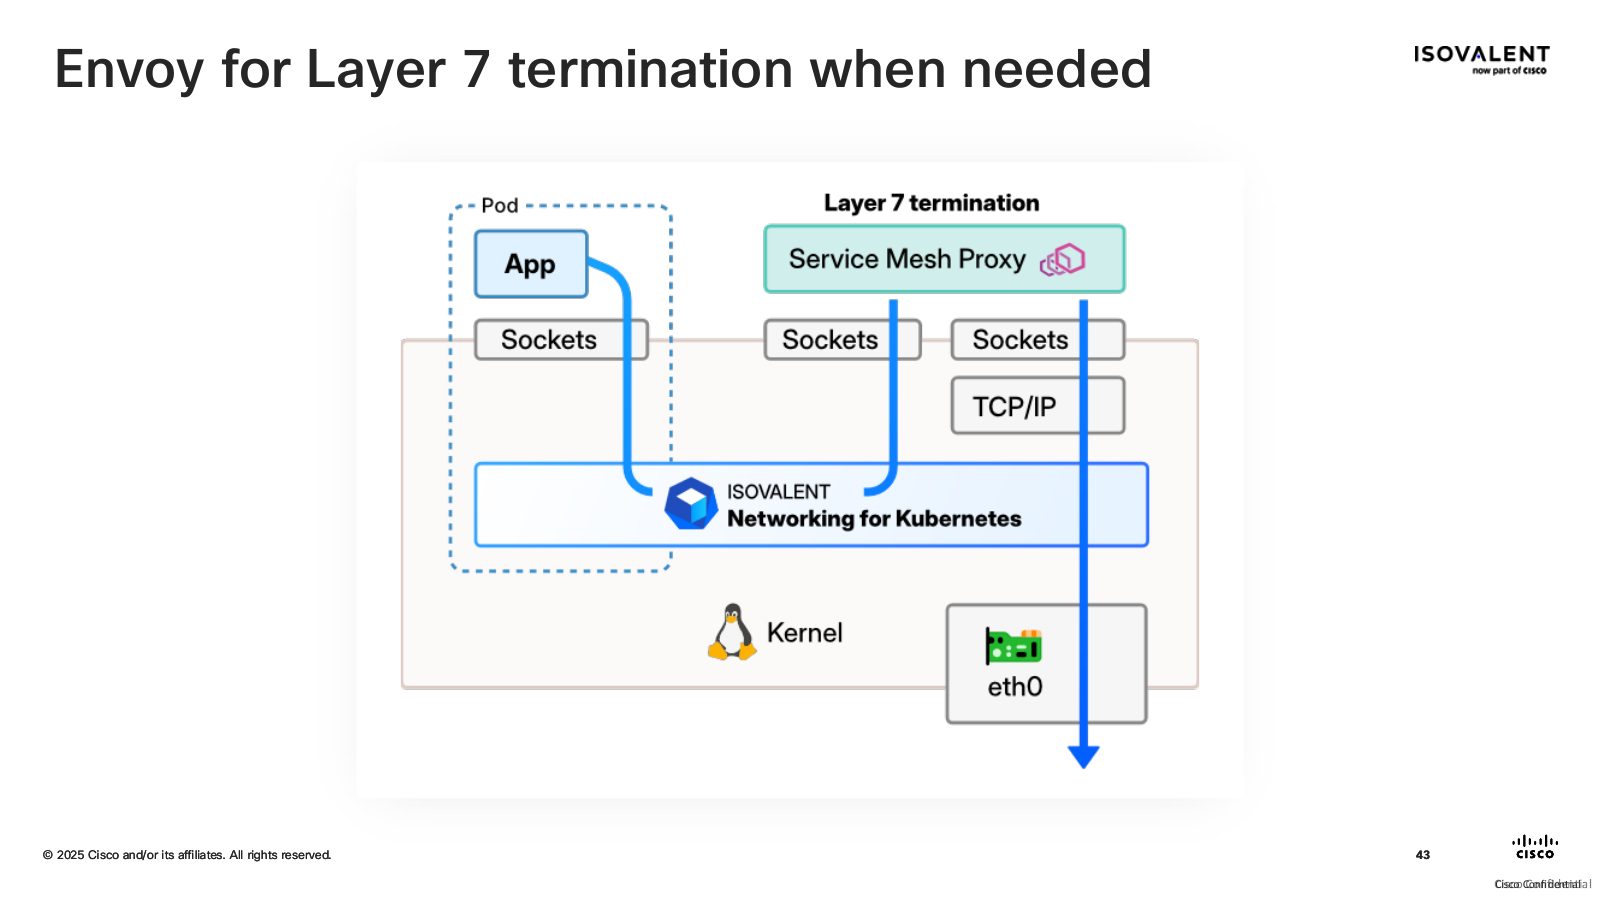 Envoy for Layer 7 termination when needed
ISOVALENT
now part of CISCO
Pod
Layer 7 termination
App
Service Mesh Proxy
Sockets
Sockets
Sockets
TCP/IP
ISOVALENT
Networking for Kubernetes
Kernel
eth0
© 2025 Cisco and/or its affiliates. All rights reserved.
43
CISCO
Cisco Confidential